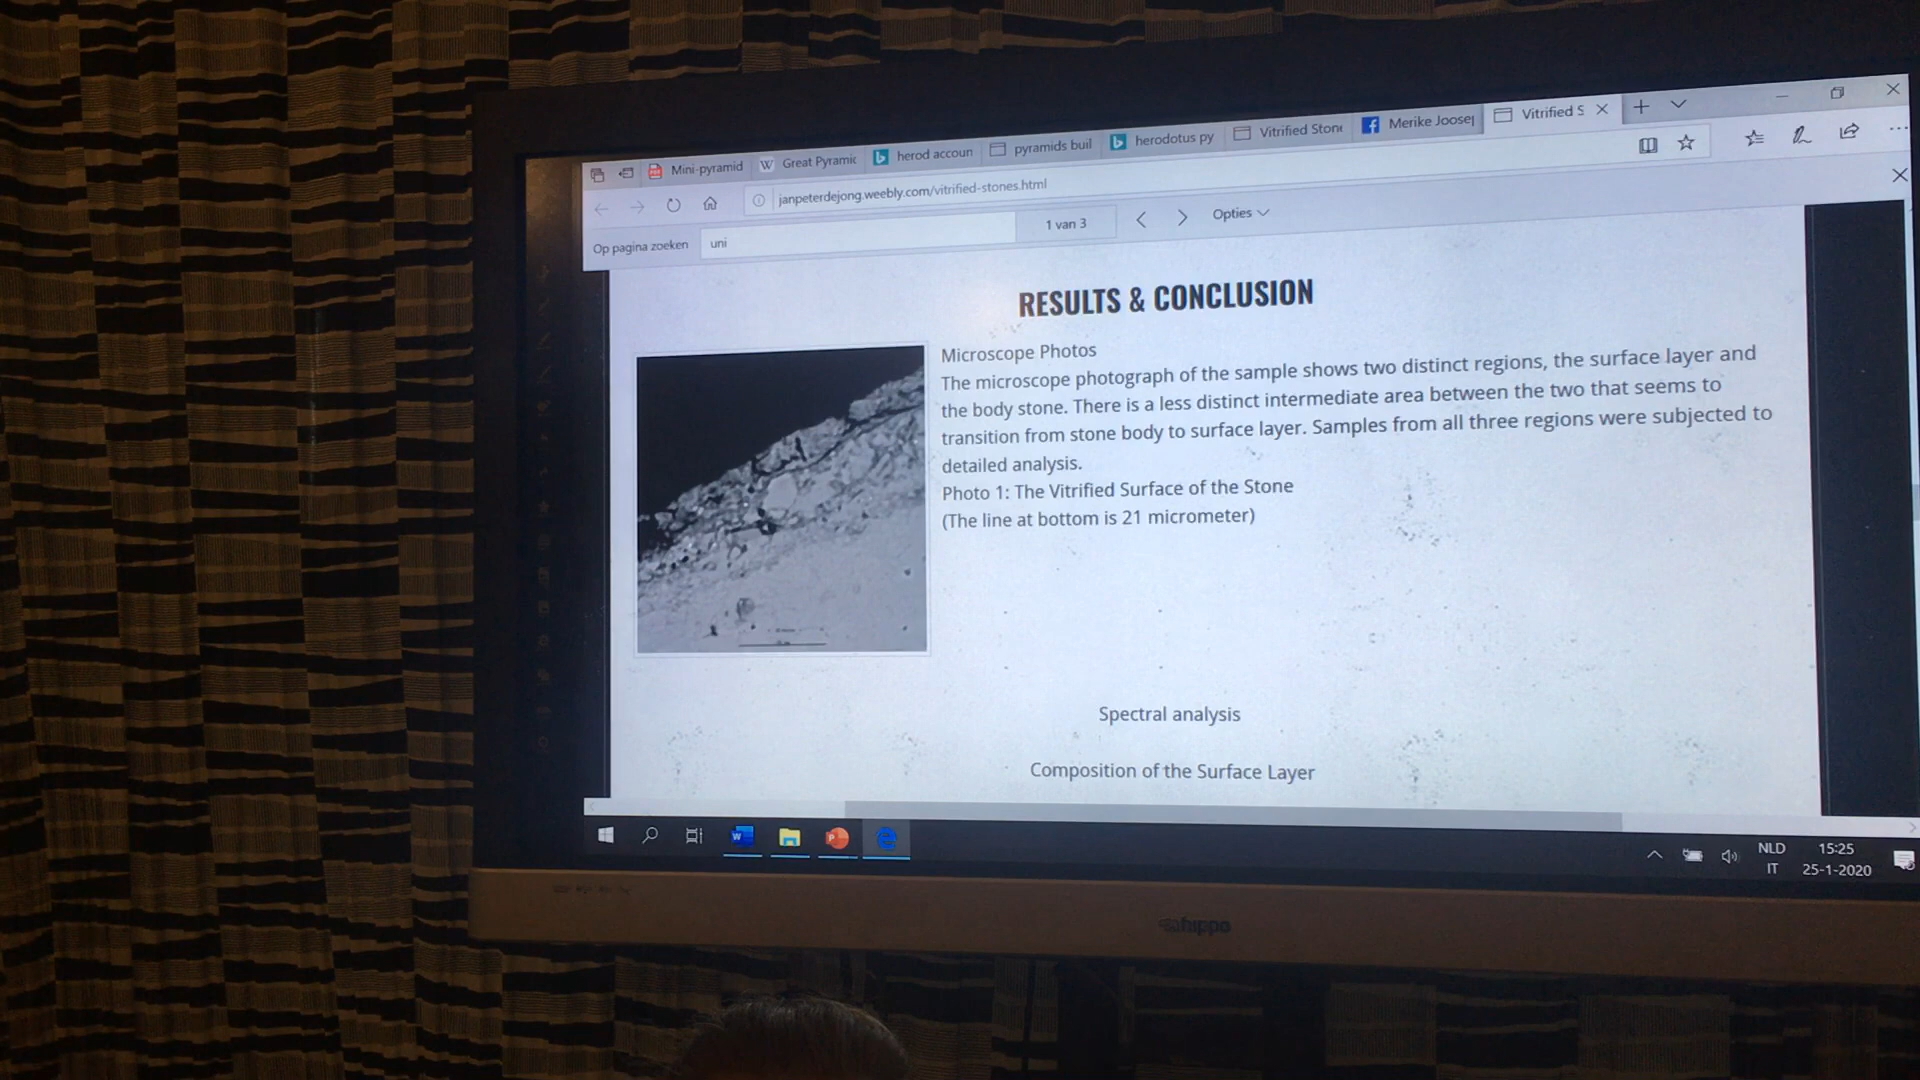 Mini-pyramid
Great Pyramic
herod accoun
pyramids buil
herodotus py
Vitrified Ston
Merike Joosep
Vitrified S
janpeterdejong.weebly.com/vitrified-stones.html
Op pagina zoeken
uni
1 van 3
Opties
RESULTS & CONCLUSION
Microscope Photos
The microscope photograph of the sample shows two distinct regions, the surface layer and
the body stone. There is a less distinct intermediate area between the two that seems to
transition from stone body to surface layer. Samples from all three regions were subjected to
detailed analysis.
Photo 1: The Vitrified Surface of the Stone
(The line at bottom is 21 micrometer)
Spectral analysis
Composition of the Surface Layer
NLD
IT
15:25
25-1-2020
hippo